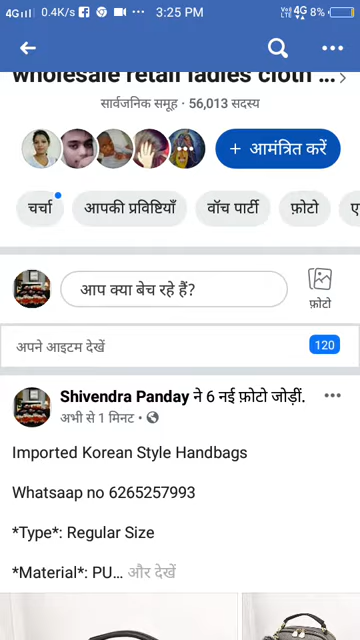 4G 0.4K/s 3:25 PM VoLTE 4G 8%
wholesale retail ladies cloth ...
सार्वजनिक समूह · 56,013 सदस्य
+ आमंत्रित करें
चर्चा आपकी प्रविष्टियाँ वॉच पार्टी फ़ोटो
आप क्या बेच रहे हैं?
फ़ोटो
अपने आइटम देखें 120
Shivendra Panday ने 6 नई फ़ोटो जोड़ीं.
अभी से 1 मिनट ·
Imported Korean Style Handbags
Whatsaap no 6265257993
*Type*: Regular Size
*Material*: PU... और देखें